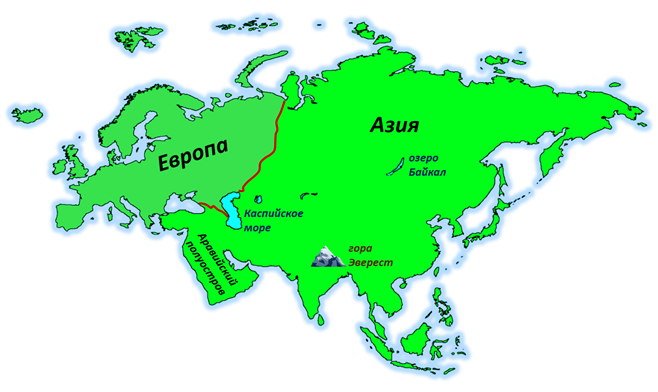 Азия
Европа
озеро
Байкал
Каспийское
море
Аравийский
полуостров
гора
Эверест